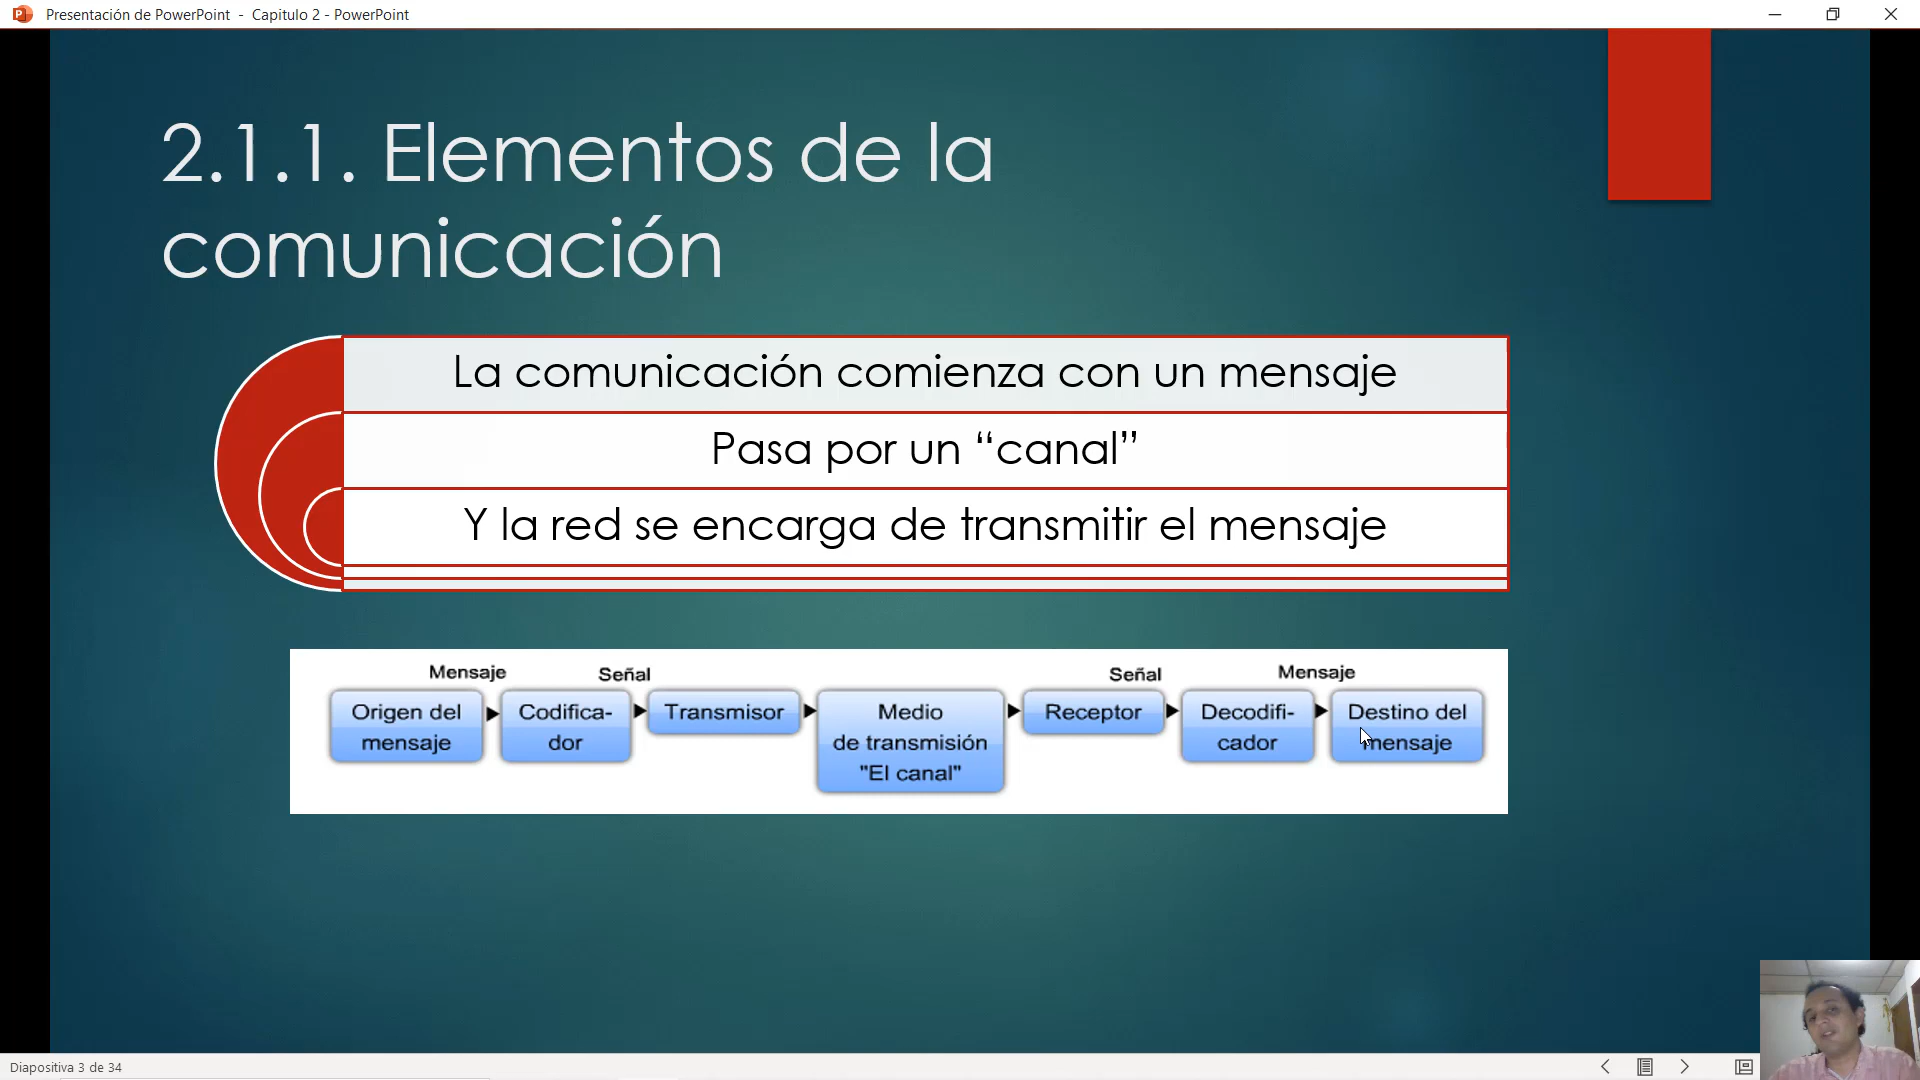 Presentación de PowerPoint - Capitulo 2 - PowerPoint
2.1.1. Elementos de la
comunicación
La comunicación comienza con un mensaje
Pasa por un “canal”
Y la red se encarga de transmitir el mensaje
Mensaje
Señal
Señal
Mensaje
Origen del
mensaje
Codifica-
dor
Transmisor
Medio
de transmisión
"El canal"
Receptor
Decodifi-
cador
Destino del
mensaje
Diapositiva 3 de 34